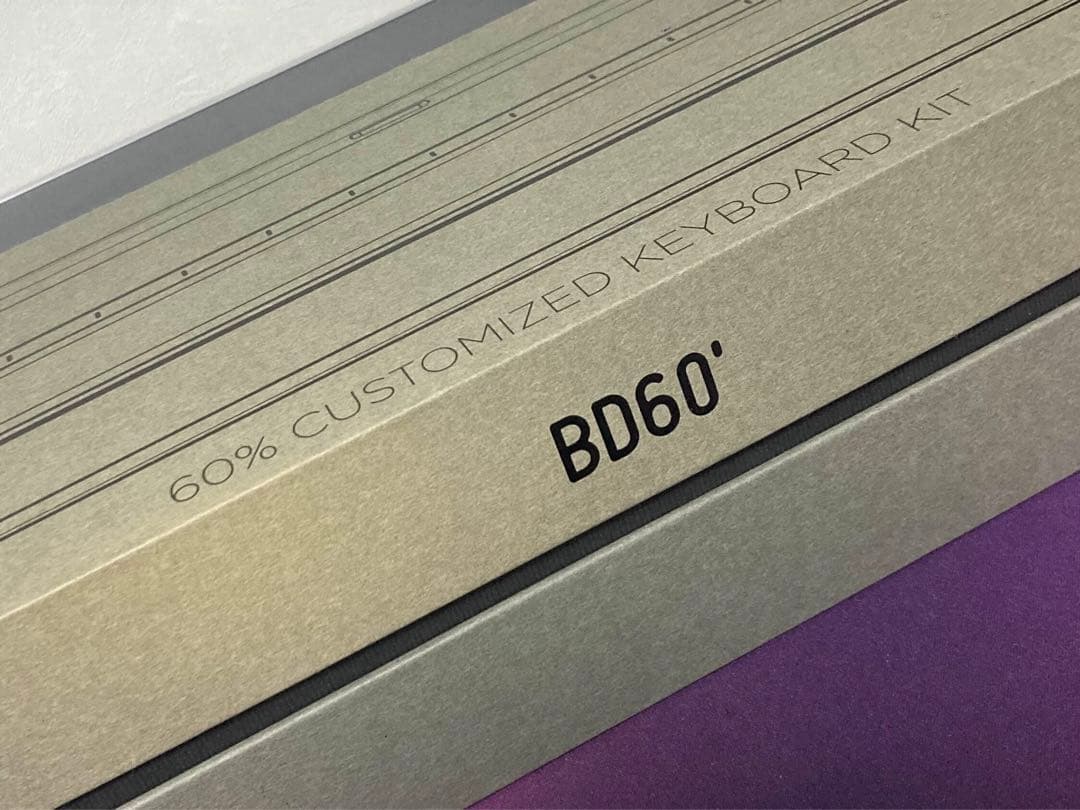 60% CUSTOMIZED KEYBOARD KIT
BD60'